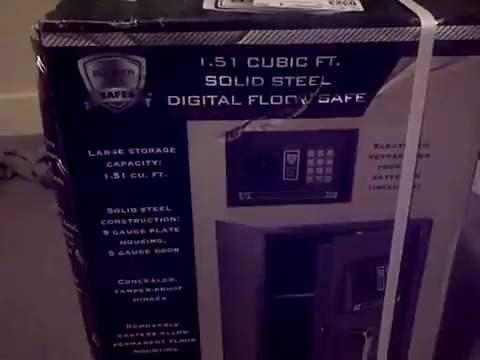 SAFES
1.51 CUBIC FT.
SOLID STEEL
DIGITAL FLOOR SAFE
LARGE STORAGE
CAPACITY:
1.51 CU. FT.
SOLID STEEL
CONSTRUCTION:
9 GAUGE PLATE
HOUSING,
5 GAUGE DOOR
CONCEALED,
TAMPER-PROOF
HINGES
REMOVABLE
CASTERS ALLOW
PERMANENT FLOOR
MOUNTING